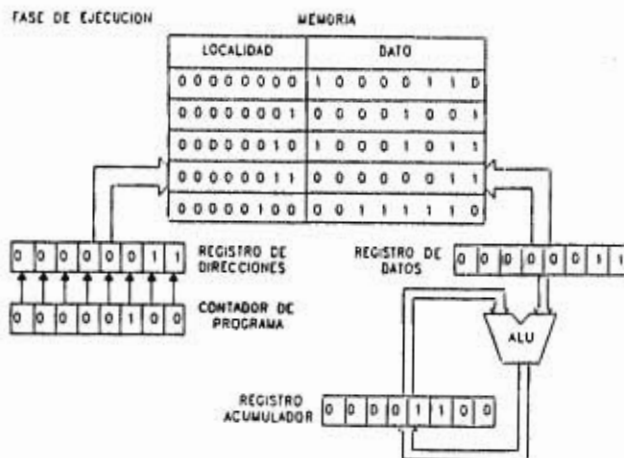 FASE DE EJECUCION
MEMORIA
LOCALIDAD DATO
0 0 0 0 0 0 0 0 1 0 0 0 0 1 1 0
0 0 0 0 0 0 0 1 0 0 0 0 1 0 0 1
0 0 0 0 0 0 1 0 1 0 0 0 1 0 1 1
0 0 0 0 0 0 1 1 0 0 0 0 0 0 1 1
0 0 0 0 0 1 0 0 0 0 1 1 1 1 1 0
0 0 0 0 0 0 1 1
REGISTRO DE
DIRECCIONES
REGISTRO DE
DATOS
0 0 0 0 0 0 1 1
0 0 0 0 0 1 0 0
CONTADOR DE
PROGRAMA
ALU
REGISTRO
ACUMULADOR
0 0 0 0 1 1 0 0